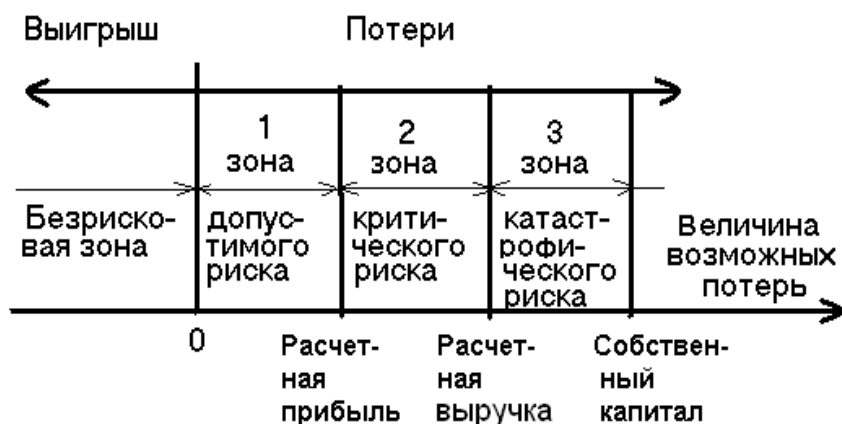 Выигрыш Потери
1
зона
2
зона
3
зона
Безриско-
вая зона
допус-
тимого
риска
крити-
ческого
риска
катаст-
рофи-
ческого
риска
Величина
возможных
потерь
0
Расчет-
ная
прибыль
Расчет-
ная
выручка
Собствен-
ный
капитал